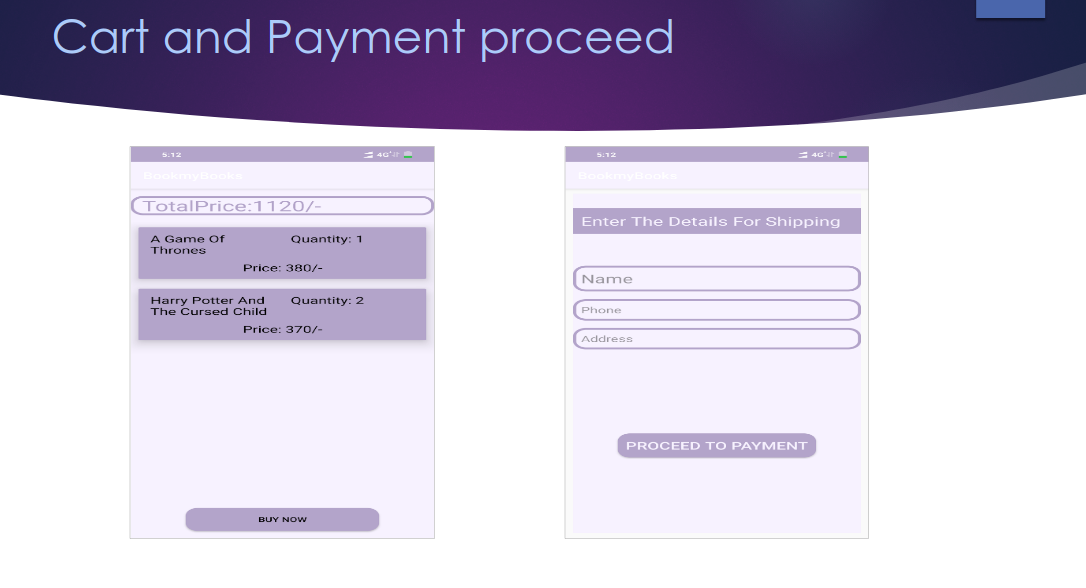 Cart and Payment proceed
5:12
4G
BookmyBooks
TotalPrice:1120/-
A Game Of
Thrones
Quantity: 1
Price: 380/-
Harry Potter And
The Cursed Child
Quantity: 2
Price: 370/-
BUY NOW
5:12
4G
BookmyBooks
Enter The Details For Shipping
Name
Phone
Address
PROCEED TO PAYMENT